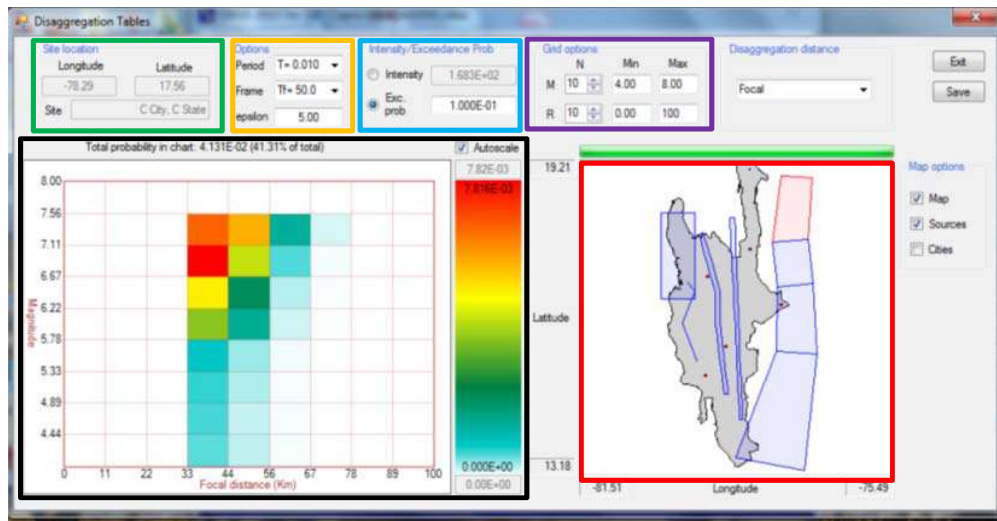 Disaggregation Tables
Site location
Longitude Latitude
-78.29 17.56
Site C City, C State
Options
Period T= 0.010
Frame Tf= 50.0
epsilon 5.00
Intensity/Exceedance Prob
Intensity 1.683E+02
Exc. prob 1.000E-01
Grid options
N Min Max
M 10 4.00 8.00
R 10 0.00 100
Disaggregation distance
Focal
Exit
Save
Total probability in chart: 4.131E-02 (41.31% of total)
Autoscale
7.82E-03
7.816E-03
0.000E+00
0.00E+00
8.00
7.56
7.11
6.67
6.22
5.78
5.33
4.89
4.44
Magnitude
0 11 22 33 44 56 67 78 89 100
Focal distance (Km)
19.21
Latitude
13.18
-81.51 Longitude -75.49
Map options
Map
Sources
Cities